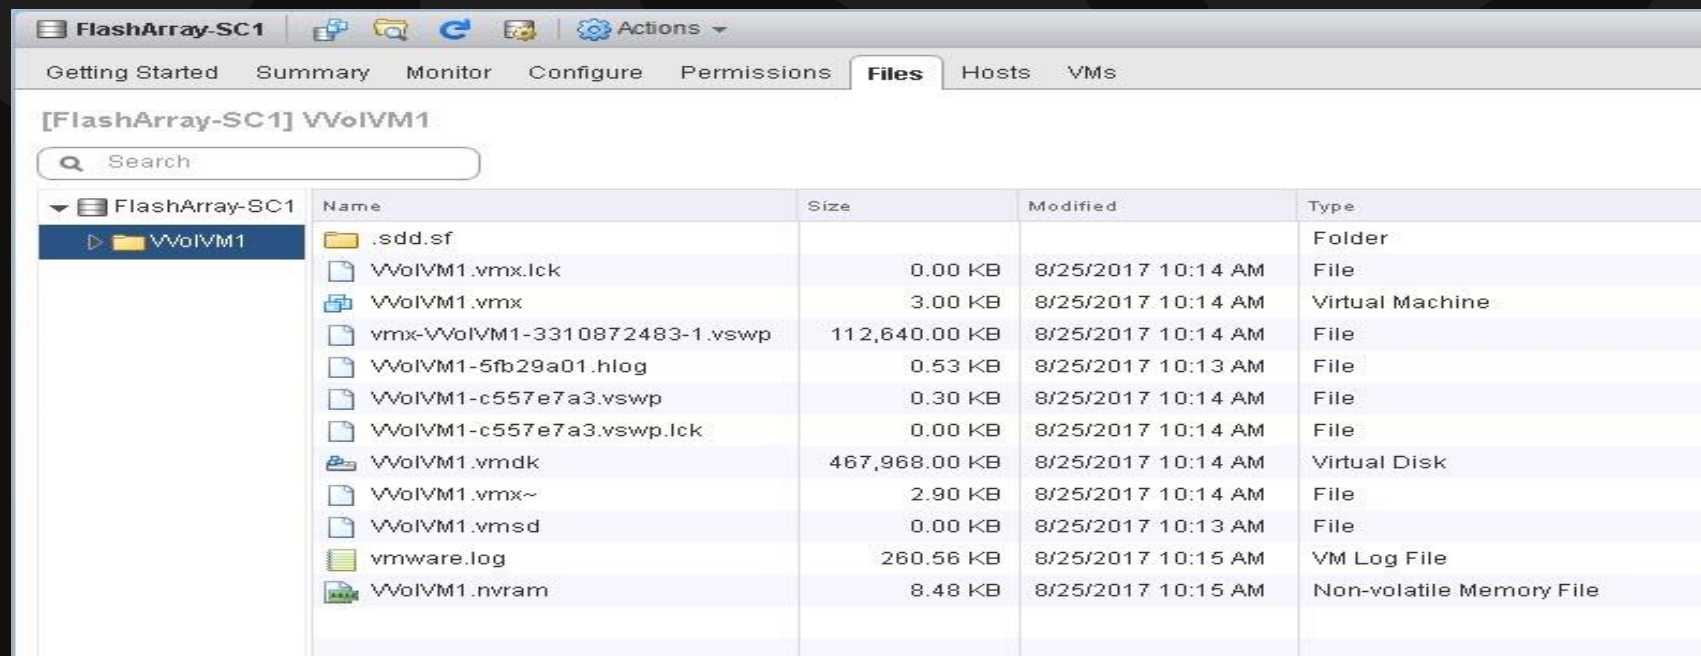 FlashArray-SC1 Actions
Getting Started Summary Monitor Configure Permissions Files Hosts VMs
[FlashArray-SC1] VVolVM1
Search
FlashArray-SC1 Name Size Modified Type
VVolVM1 .sdd.sf Folder
VVolVM1.vmx.lck 0.00 KB 8/25/2017 10:14 AM File
VVolVM1.vmx 3.00 KB 8/25/2017 10:14 AM Virtual Machine
vmx-VVolVM1-3310872483-1.vswp 112,640.00 KB 8/25/2017 10:14 AM File
VVolVM1-5fb29a01.hlog 0.53 KB 8/25/2017 10:13 AM File
VVolVM1-c557e7a3.vswp 0.30 KB 8/25/2017 10:14 AM File
VVolVM1-c557e7a3.vswp.lck 0.00 KB 8/25/2017 10:14 AM File
VVolVM1.vmdk 467,968.00 KB 8/25/2017 10:14 AM Virtual Disk
VVolVM1.vmx~ 2.90 KB 8/25/2017 10:14 AM File
VVolVM1.vmsd 0.00 KB 8/25/2017 10:13 AM File
vmware.log 260.56 KB 8/25/2017 10:15 AM VM Log File
VVolVM1.nvram 8.48 KB 8/25/2017 10:15 AM Non-volatile Memory File